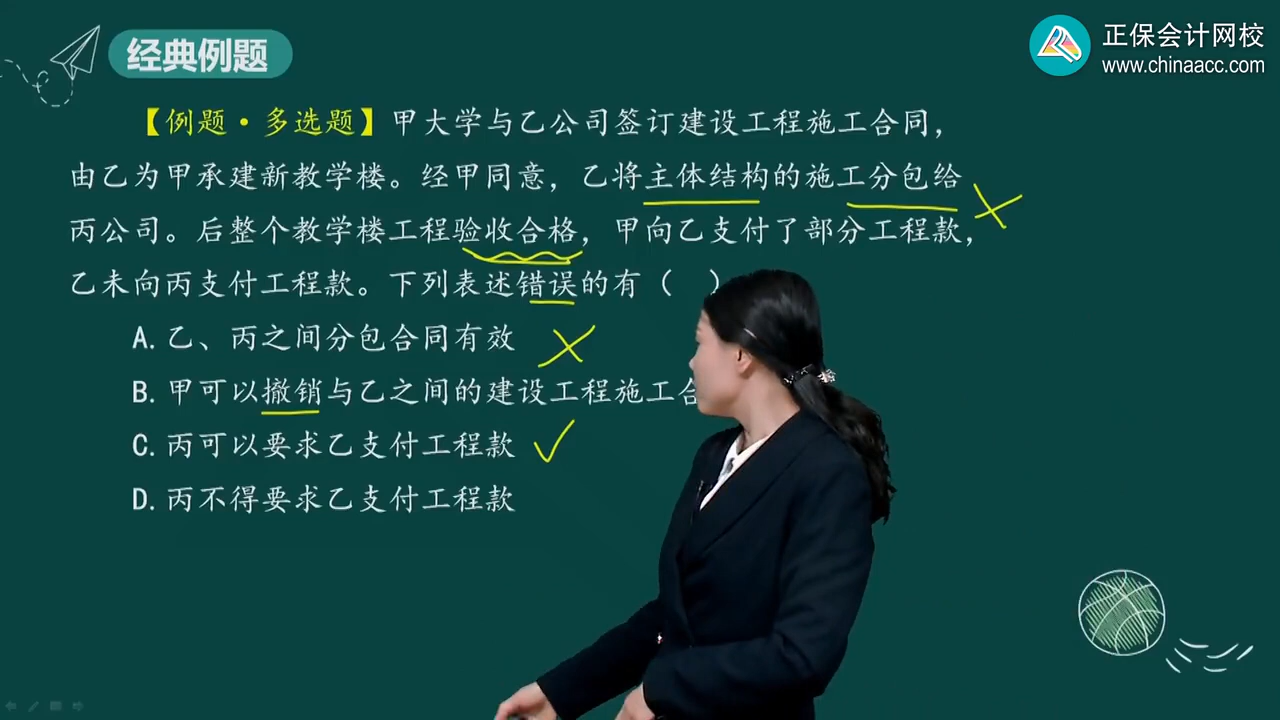 经典例题
正保会计网校
www.chinaacc.com
【例题·多选题】甲大学与乙公司签订建设工程施工合同，
由乙为甲承建新教学楼。经甲同意，乙将主体结构的施工分包给
丙公司。后整个教学楼工程验收合格，甲向乙支付了部分工程款，
乙未向丙支付工程款。下列表述错误的有（ ）
A. 乙、丙之间分包合同有效
B. 甲可以撤销与乙之间的建设工程施工合
C. 丙可以要求乙支付工程款
D. 丙不得要求乙支付工程款